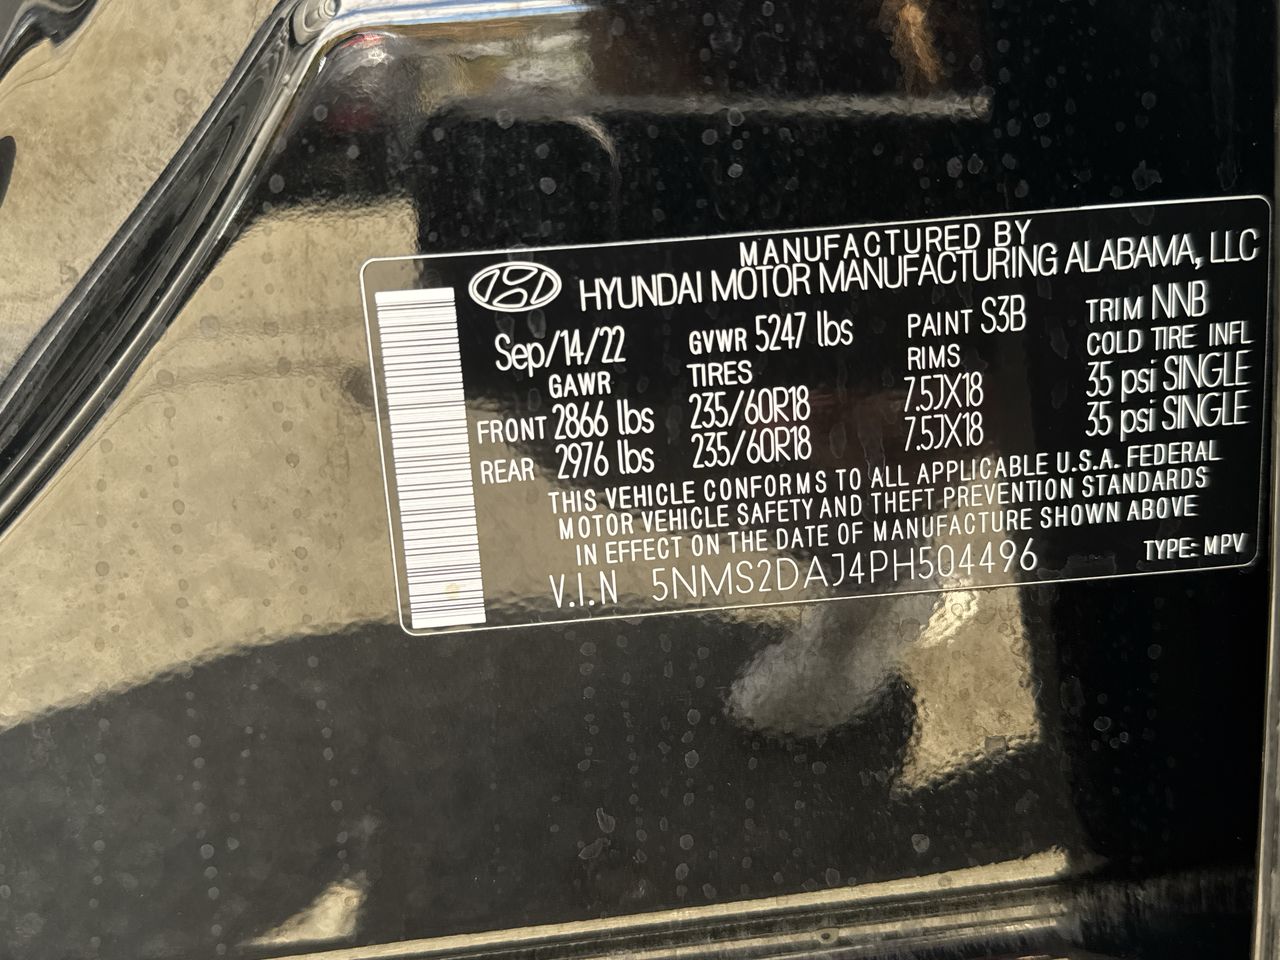 MANUFACTURED BY
HYUNDAI MOTOR MANUFACTURING ALABAMA, LLC
Sep/14/22 GVWR 5247 lbs PAINT S3B TRIM NNB
GAWR TIRES RIMS COLD TIRE INFL
FRONT 2866 lbs 235/60R18 7.5JX18 35 psi SINGLE
REAR 2976 lbs 235/60R18 7.5JX18 35 psi SINGLE
THIS VEHICLE CONFORMS TO ALL APPLICABLE U.S.A. FEDERAL
MOTOR VEHICLE SAFETY AND THEFT PREVENTION STANDARDS
IN EFFECT ON THE DATE OF MANUFACTURE SHOWN ABOVE
V.I.N 5NMS2DAJ4PH504496 TYPE: MPV